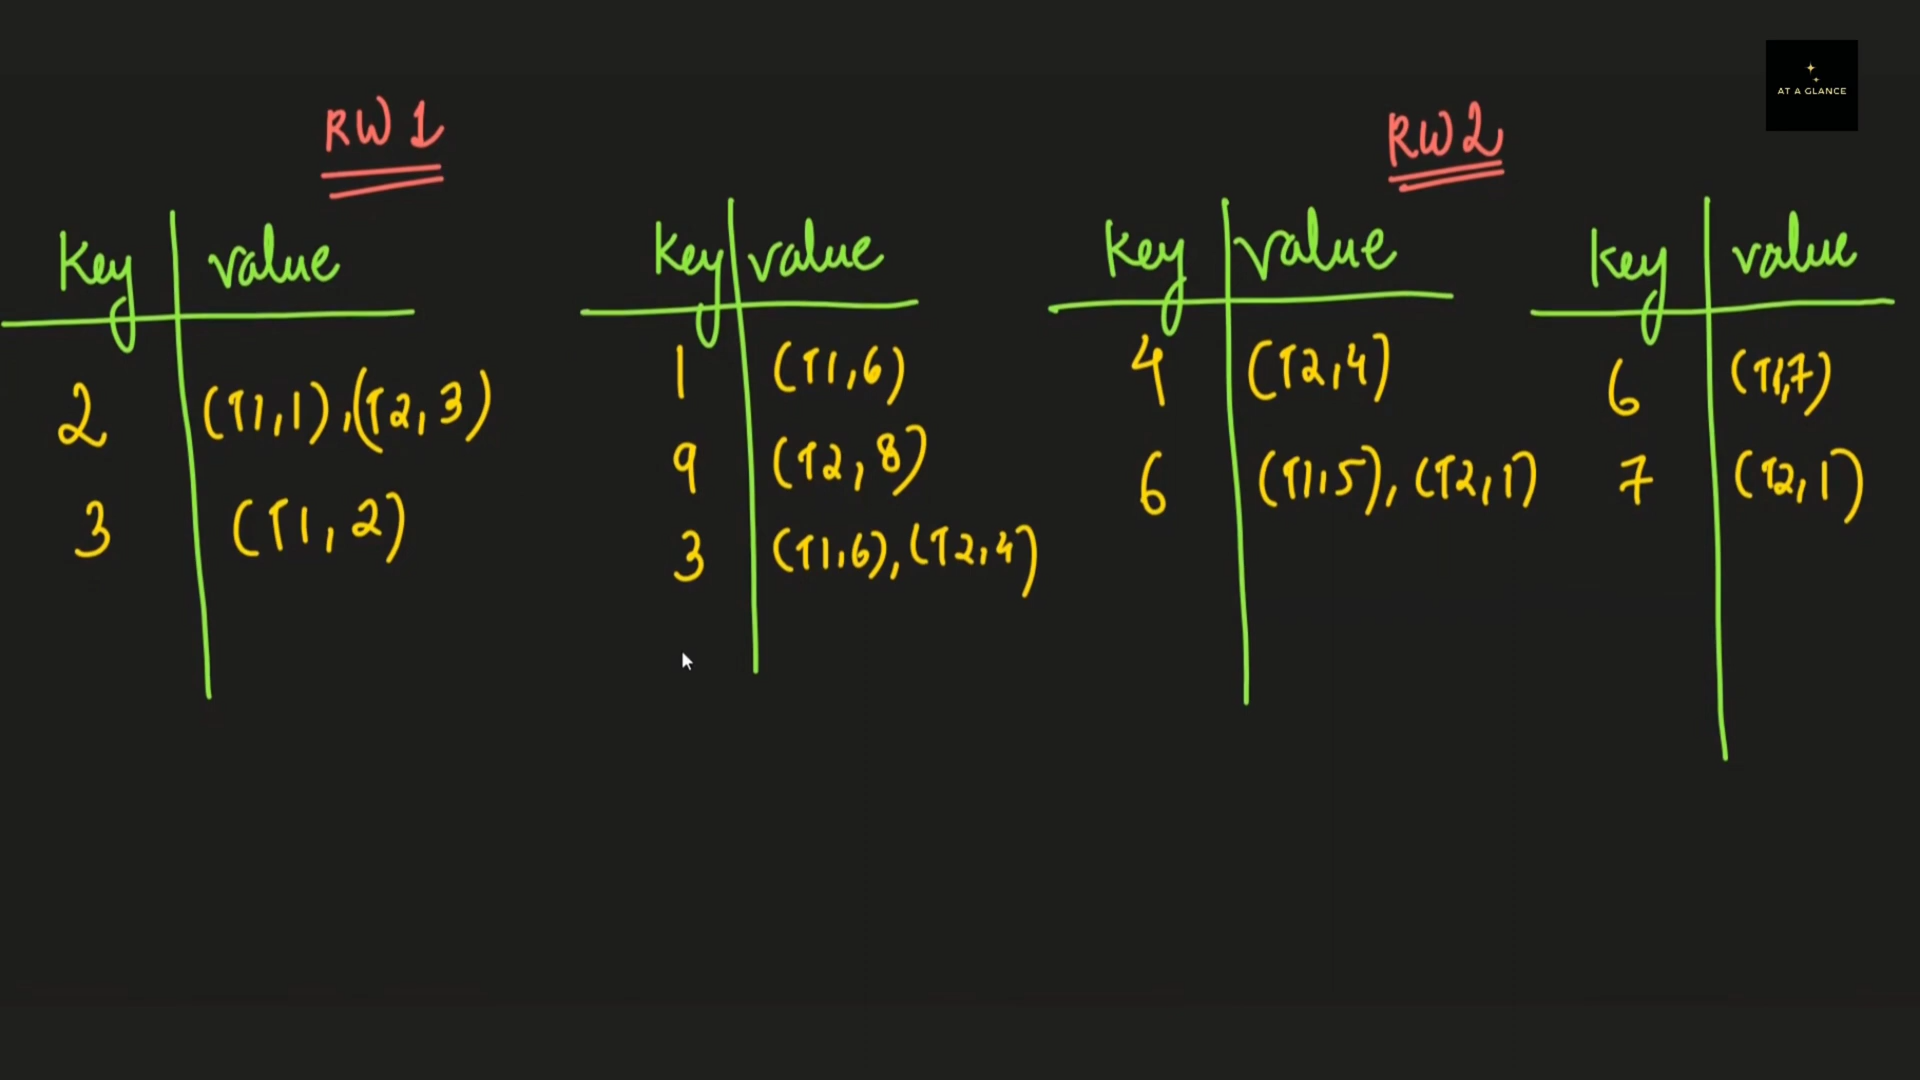 AT A GLANCE
RW 1
RW 2
Key value
2 (T1,1),(T2,3)
3 (T1,2)
Key value
1 (T1,6)
9 (T2,8)
3 (T1,6),(T2,4)
Key value
4 (T2,4)
6 (T1,5),(T2,1)
Key value
6 (T1,7)
7 (T2,1)